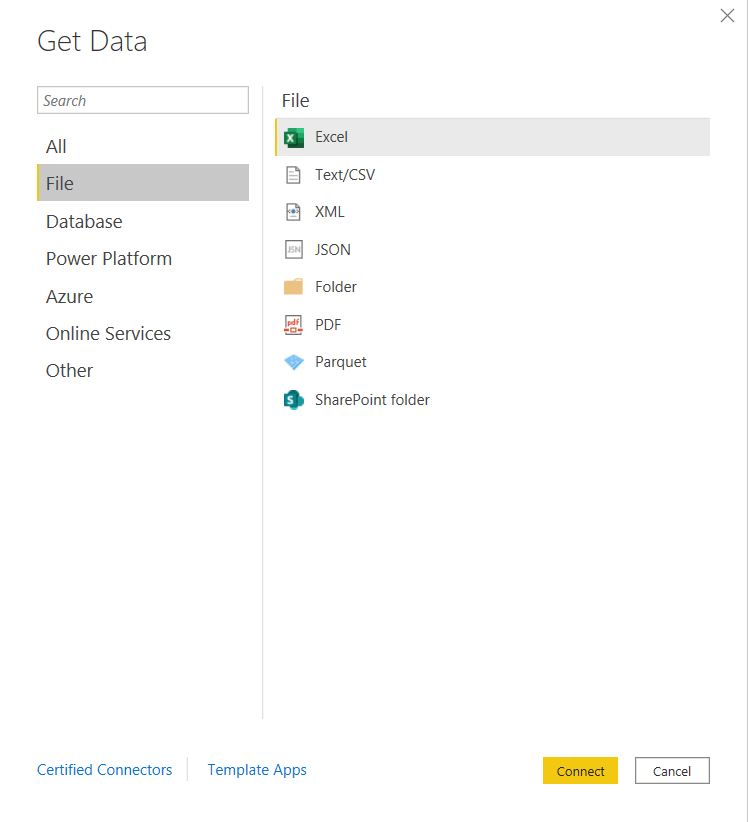 Get Data
Search
All
File
Database
Power Platform
Azure
Online Services
Other
File
Excel
Text/CSV
XML
JSON
Folder
PDF
Parquet
SharePoint folder
Certified Connectors
Template Apps
Connect
Cancel